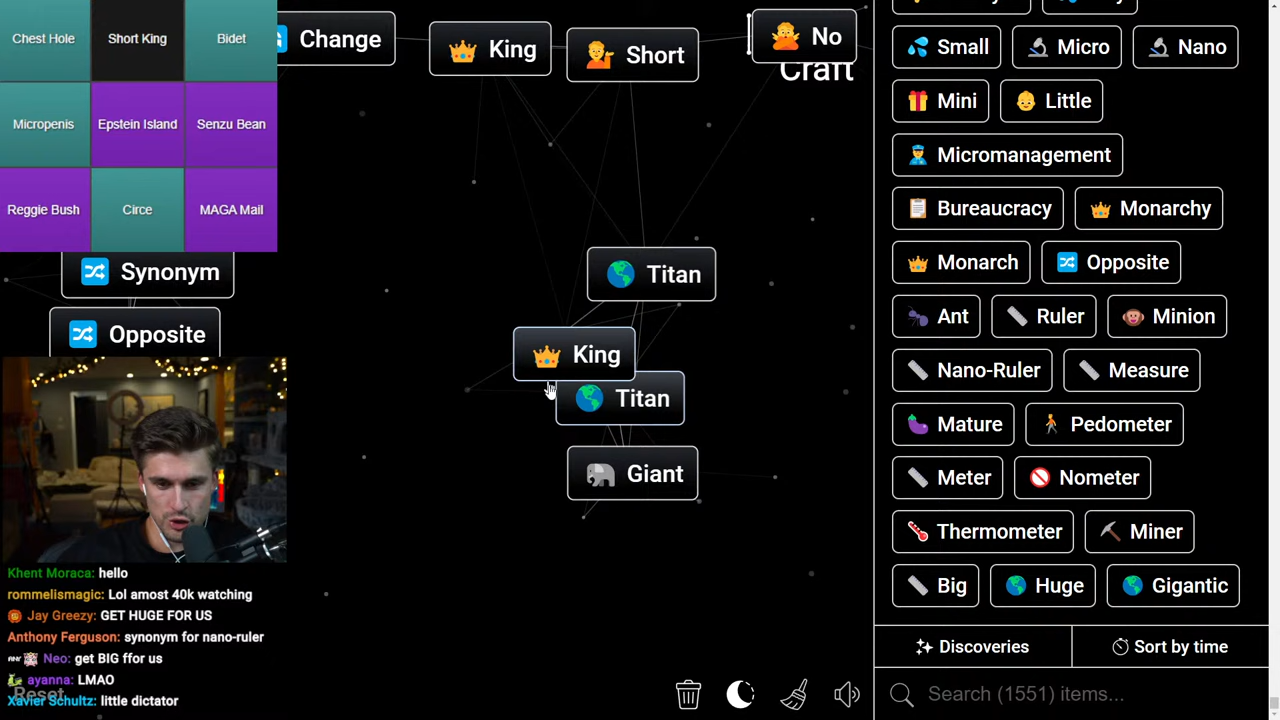 Chest Hole
Short King
Bidet
Micropenis
Epstein Island
Senzu Bean
Reggie Bush
Circe
MAGA Mail
Change
King
Short
No
Craft
Synonym
Opposite
Titan
King
Titan
Giant
Small
Micro
Nano
Mini
Little
Micromanagement
Bureaucracy
Monarchy
Monarch
Opposite
Ant
Ruler
Minion
Nano-Ruler
Measure
Mature
Pedometer
Meter
Nometer
Thermometer
Miner
Big
Huge
Gigantic
Discoveries
Sort by time
Search (1551) items...
Khent Moraca: hello
rommelismagic: Lol amost 40k watching
Jay Greezy: GET HUGE FOR US
Anthony Ferguson: synonym for nano-ruler
Neo: get BIG ffor us
ayanna: LMAO
Reset
Xavier Schultz: little dictator